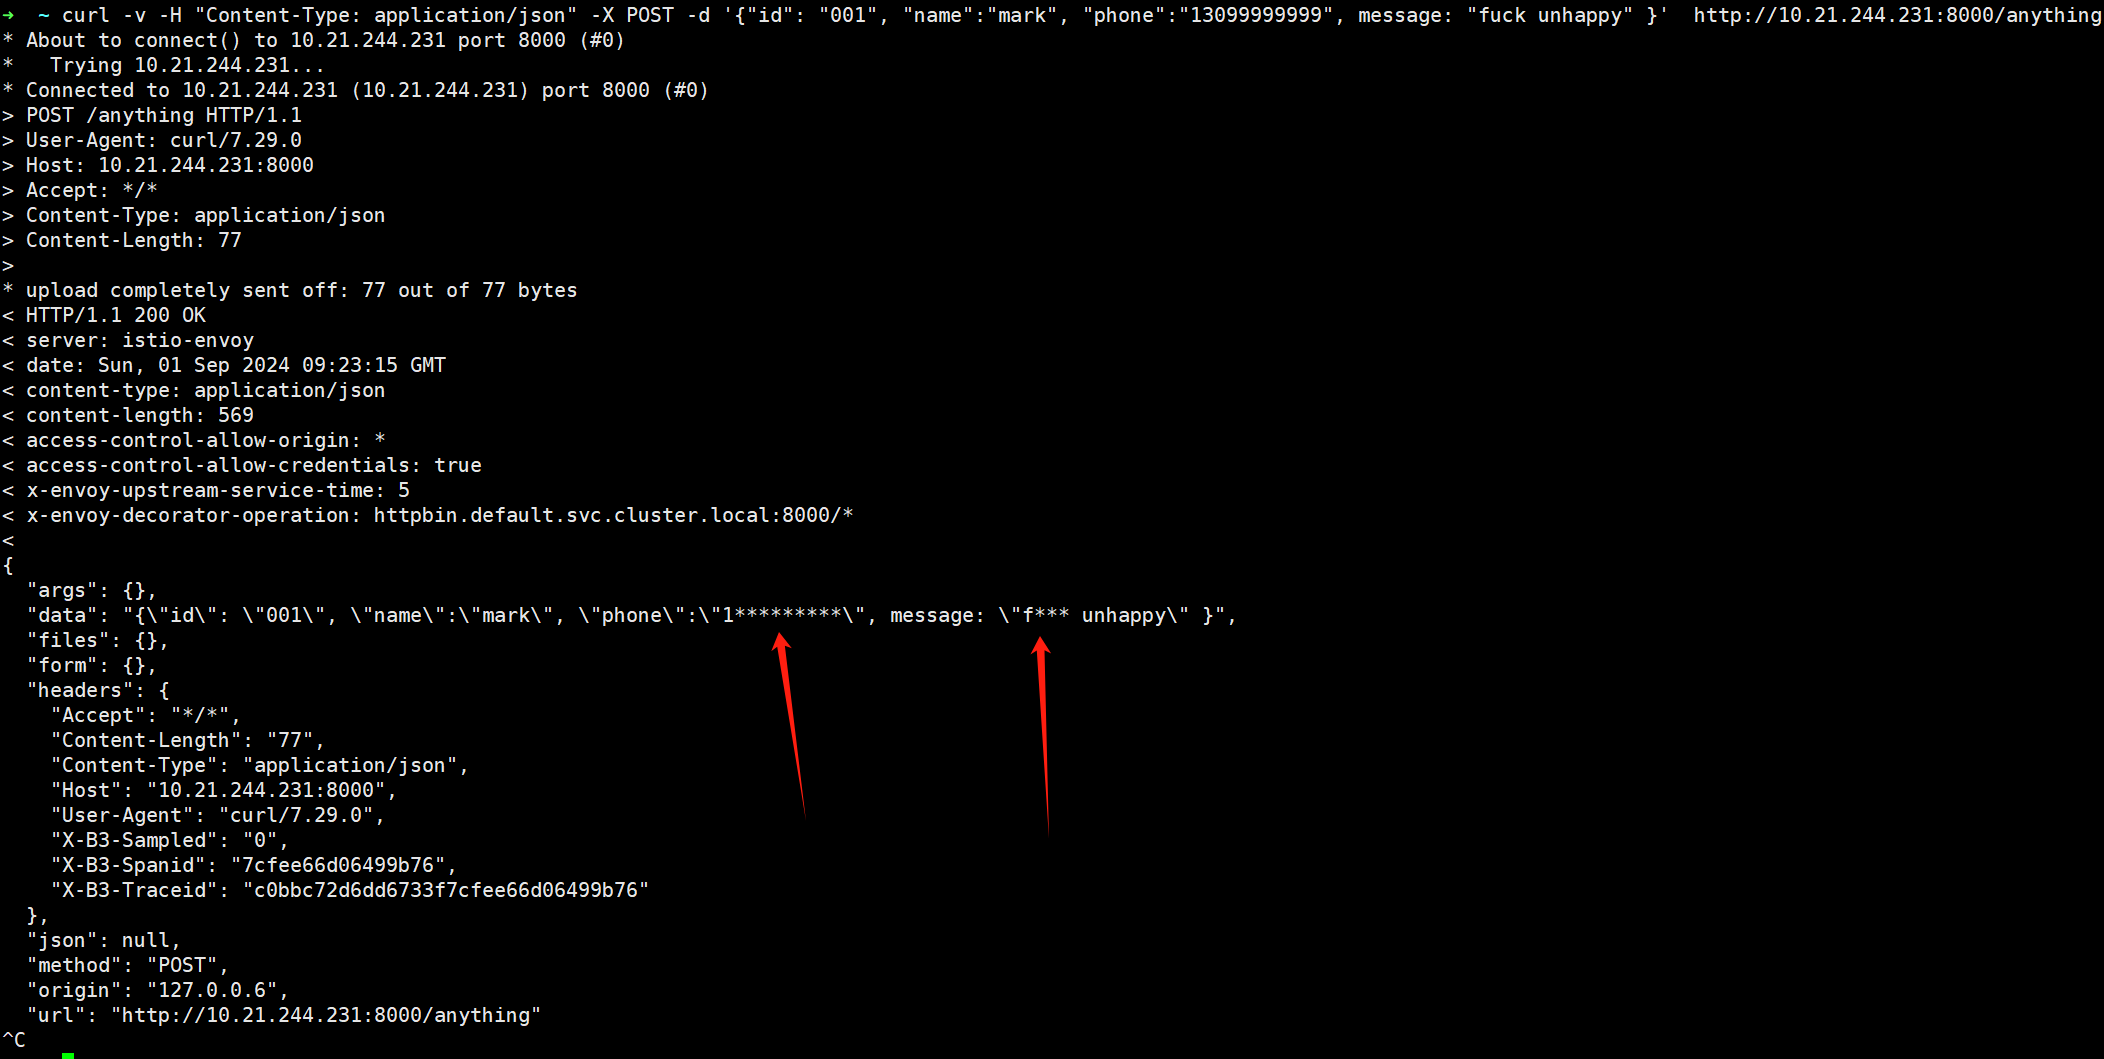 →  ~ curl -v -H "Content-Type: application/json" -X POST -d '{"id": "001", "name":"mark", "phone":"13099999999", message: "fuck unhappy" }'  http://10.21.244.231:8000/anything
* About to connect() to 10.21.244.231 port 8000 (#0)
*   Trying 10.21.244.231...
* Connected to 10.21.244.231 (10.21.244.231) port 8000 (#0)
> POST /anything HTTP/1.1
> User-Agent: curl/7.29.0
> Host: 10.21.244.231:8000
> Accept: */*
> Content-Type: application/json
> Content-Length: 77
>
* upload completely sent off: 77 out of 77 bytes
< HTTP/1.1 200 OK
< server: istio-envoy
< date: Sun, 01 Sep 2024 09:23:15 GMT
< content-type: application/json
< content-length: 569
< access-control-allow-origin: *
< access-control-allow-credentials: true
< x-envoy-upstream-service-time: 5
< x-envoy-decorator-operation: httpbin.default.svc.cluster.local:8000/*
<
{
  "args": {},
  "data": "{\"id\": \"001\", \"name\":\"mark\", \"phone\":\"1*********\", message: \"f*** unhappy\" }",
  "files": {},
  "form": {},
  "headers": {
    "Accept": "*/*",
    "Content-Length": "77",
    "Content-Type": "application/json",
    "Host": "10.21.244.231:8000",
    "User-Agent": "curl/7.29.0",
    "X-B3-Sampled": "0",
    "X-B3-Spanid": "7cfee66d06499b76",
    "X-B3-Traceid": "c0bbc72d6dd6733f7cfee66d06499b76"
  },
  "json": null,
  "method": "POST",
  "origin": "127.0.0.6",
  "url": "http://10.21.244.231:8000/anything"
^C